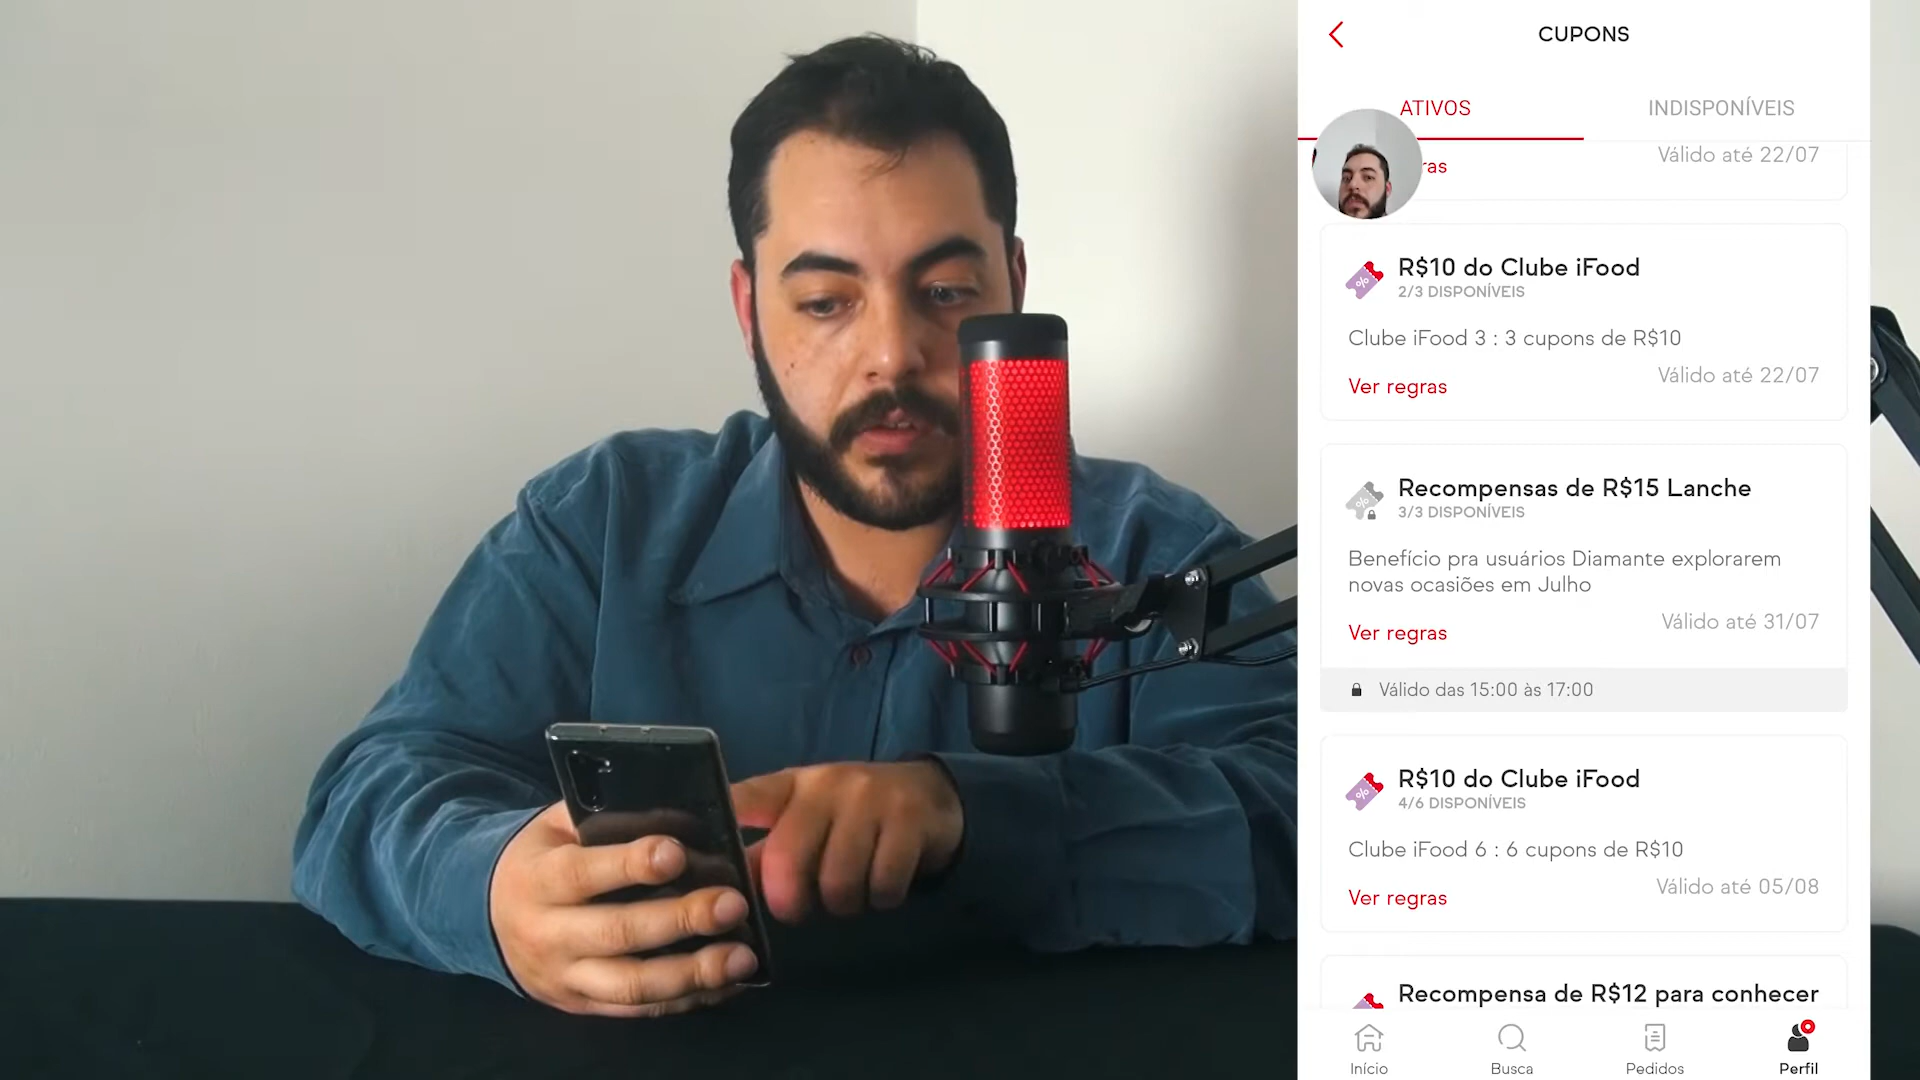 CUPONS
ATIVOS
INDISPONÍVEIS
Válido até 22/07
R$10 do Clube iFood
2/3 DISPONÍVEIS
Clube iFood 3 : 3 cupons de R$10
Válido até 22/07
Ver regras
Recompensas de R$15 Lanche
3/3 DISPONÍVEIS
Benefício pra usuários Diamante explorarem
novas ocasiões em Julho
Válido até 31/07
Ver regras
Válido das 15:00 às 17:00
R$10 do Clube iFood
4/6 DISPONÍVEIS
Clube iFood 6 : 6 cupons de R$10
Válido até 05/08
Ver regras
Recompensa de R$12 para conhecer
Início
Busca
Pedidos
Perfil